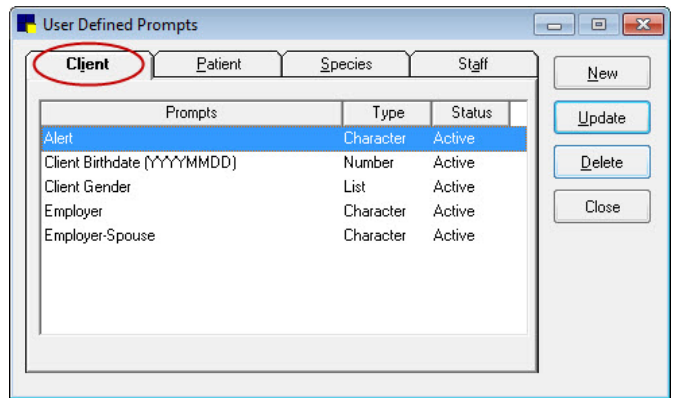 User Defined Prompts
Client Patient Species Staff
New
Prompts Type Status
Update
Alert Character Active
Client Birthdate (YYYYMMDD) Number Active
Delete
Client Gender List Active
Employer Character Active
Close
Employer-Spouse Character Active